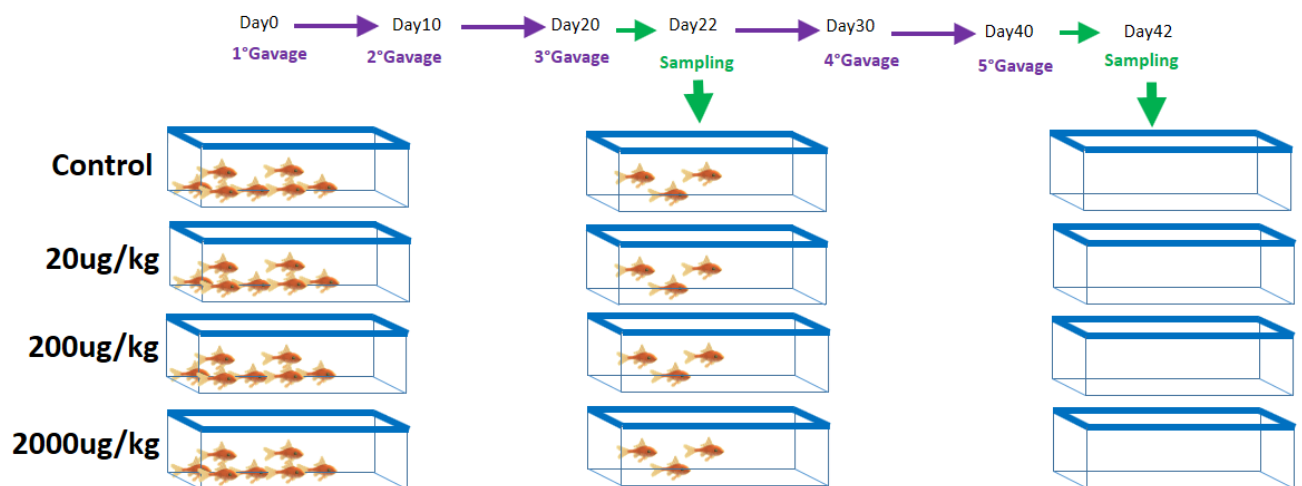 Day0
Day10
Day20
Day22
Day30
Day40
Day42
1°Gavage
2°Gavage
3°Gavage
Sampling
4°Gavage
5°Gavage
Sampling
Control
20ug/kg
200ug/kg
2000ug/kg